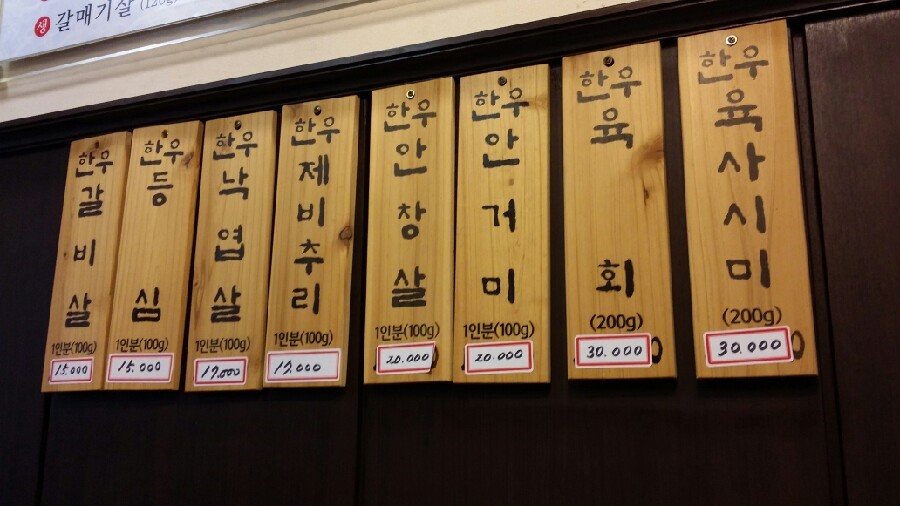 생 갈매기살 (120g)
한우 갈비살
1인분(100g)
15.000
한우 등심
1인분(100g)
15.000
한우 낙엽살
1인분(100g)
17.000
한우 제비추리
1인분(100g)
17.000
한우 안창살
1인분(100g)
20.000
한우 안거미
1인분(100g)
20.000
한우 육회
(200g)
30.000
한우 육사시미
(200g)
30.000